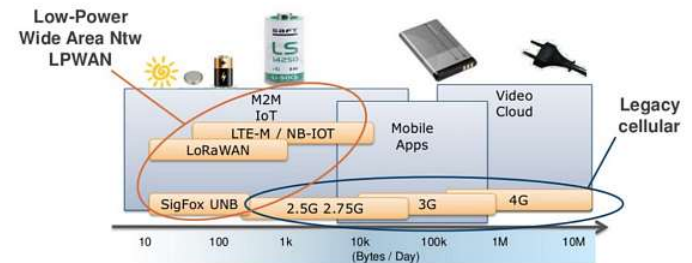 Low-Power
Wide Area Ntw
LPWAN
SAFT
LS
14250
M2M
IoT
LTE-M / NB-IOT
LoRaWAN
SigFox UNB
2.5G 2.75G
Mobile
Apps
3G
Video
Cloud
4G
Legacy
cellular
10 100 1k 10k 100k 1M 10M
(Bytes / Day)